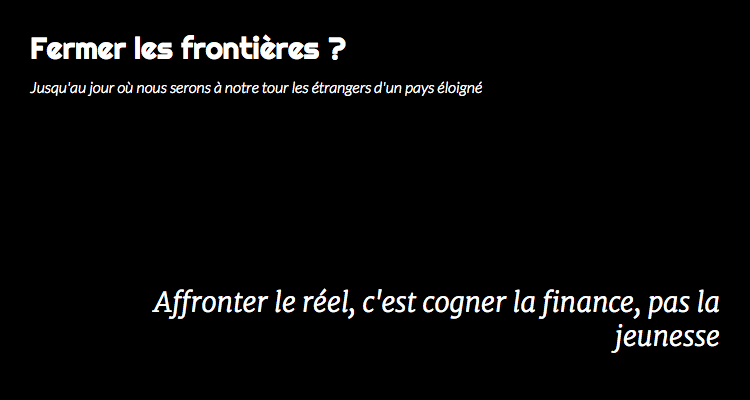 Fermer les frontières ?
Jusqu'au jour où nous serons à notre tour les étrangers d'un pays éloigné
Affronter le réel, c'est cogner la finance, pas la
jeunesse